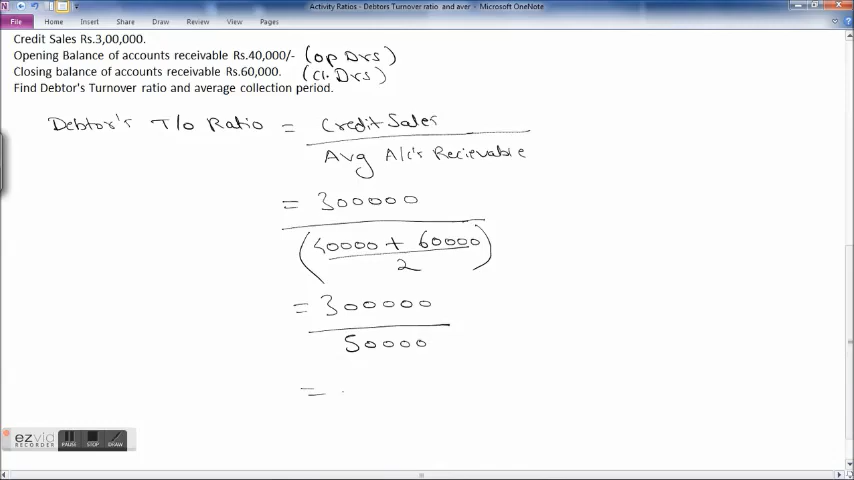 Activity Ratios - Debtors Turnover ratio and aver - Microsoft OneNote
File Home Insert Share Draw Review View Pages
Credit Sales Rs.3,00,000.
Opening Balance of accounts receivable Rs.40,000/- (op Drs)
Closing balance of accounts receivable Rs.60,000. (Cl. Drs)
Find Debtor's Turnover ratio and average collection period.
Debtor's T/o Ratio = Credit Sales
Avg A/c's Recievable
= 300000
(40000 + 60000)
2
= 300000
50000
=
ezvid
RECORDER
PAUSE STOP DRAW